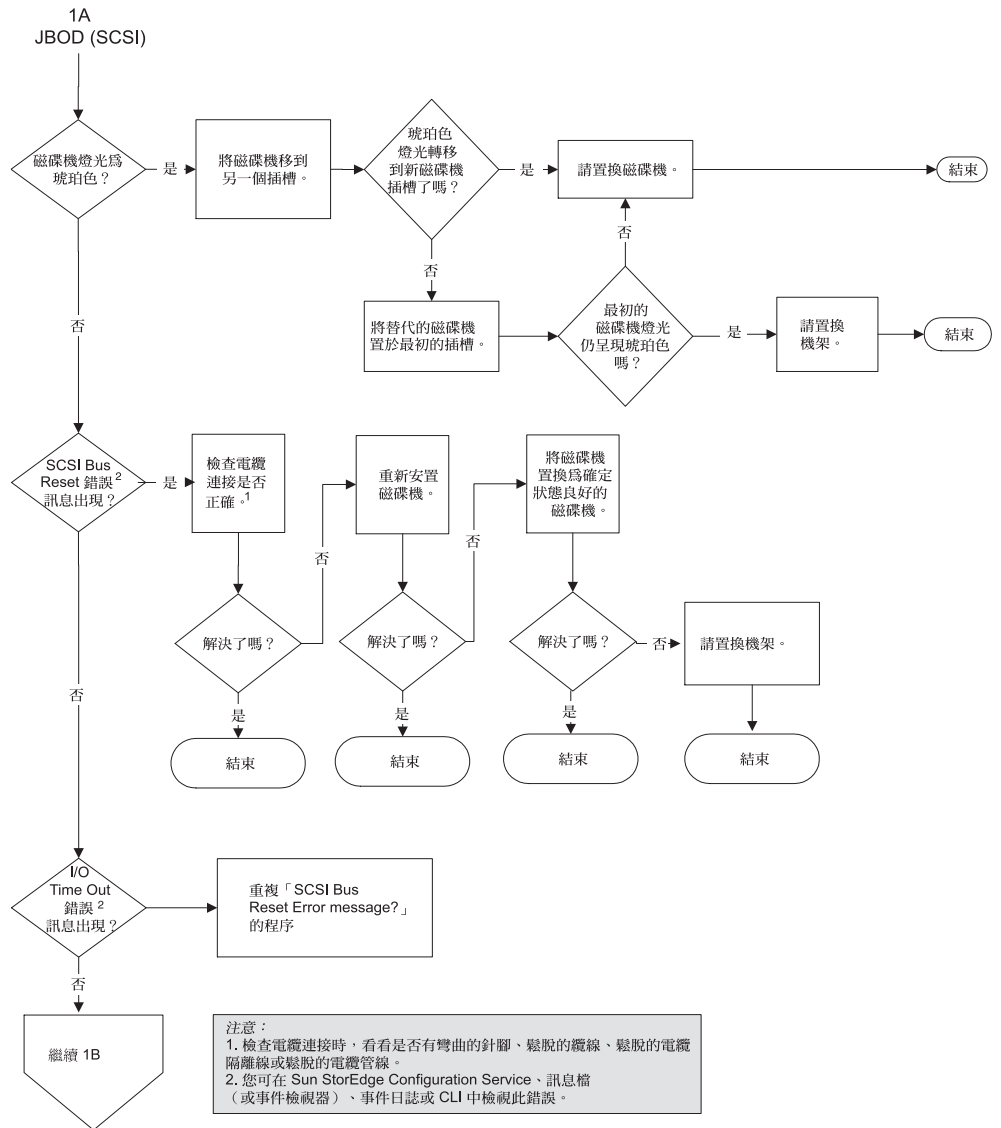 1A
JBOD (SCSI)
磁碟機燈光為
琥珀色？
是
將磁碟機移到
另一個插槽。
琥珀色
燈光轉移
到新磁碟機
插槽了嗎？
是
請置換磁碟機。
結束
否
否
將替代的磁碟機
置於最初的插槽。
最初的
磁碟機燈光
仍呈現琥珀色
嗎？
是
請置換
機架。
結束
否
SCSI Bus
Reset 錯誤 2
訊息出現？
是
檢查電纜
連接是否
正確。1
否
重新安置
磁碟機。
否
將磁碟機
置換為確定
狀態良好的
磁碟機。
解決了嗎？
解決了嗎？
解決了嗎？
否
請置換機架。
是
是
是
結束
結束
結束
結束
否
I/O
Time Out
錯誤 2
訊息出現？
重複「SCSI Bus
Reset Error message?」
的程序
否
繼續 1B
注意：
1. 檢查電纜連接時，看看是否有彎曲的針腳、鬆脫的纜線、鬆脫的電纜
隔離線或鬆脫的電纜管線。
2. 您可在 Sun StorEdge Configuration Service、訊息檔
（或事件檢視器）、事件日誌或 CLI 中檢視此錯誤。